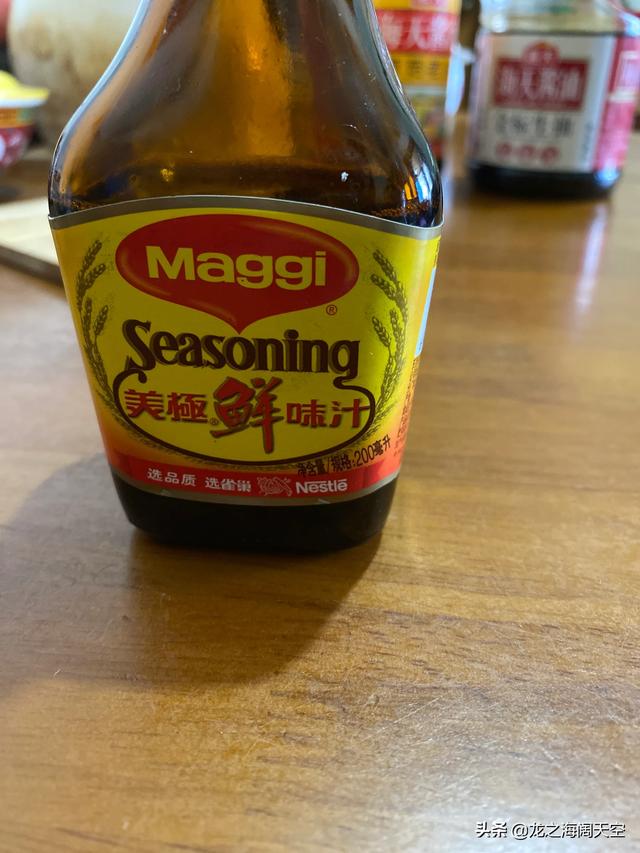 Maggi
®
Seasoning
美極®鮮味汁
净含量/规格:200毫升
选品质 选雀巢 Nestlé
头条 @龙之海阔天空